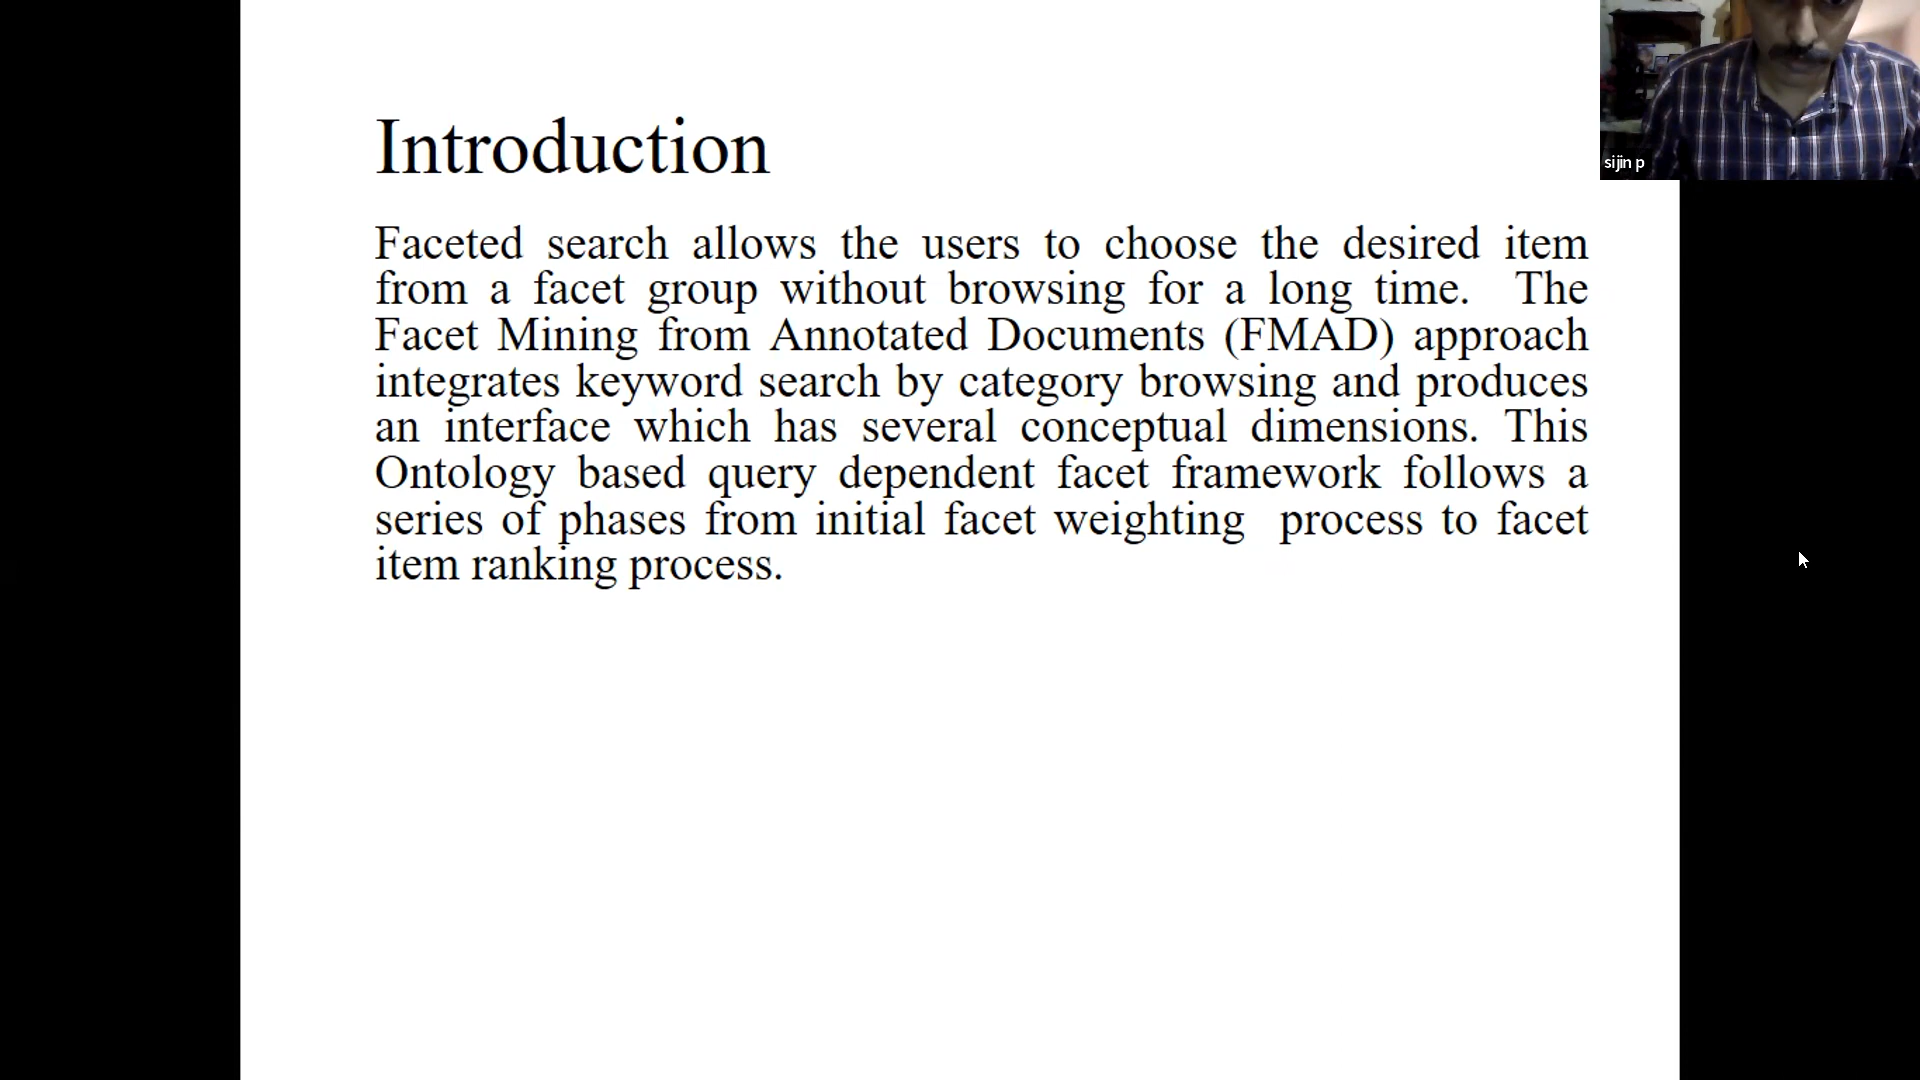 Introduction
sijin p
Faceted search allows the users to choose the desired item
from a facet group without browsing for a long time.  The
Facet Mining from Annotated Documents (FMAD) approach
integrates keyword search by category browsing and produces
an interface which has several conceptual dimensions. This
Ontology based query dependent facet framework follows a
series of phases from initial facet weighting  process to facet
item ranking process.